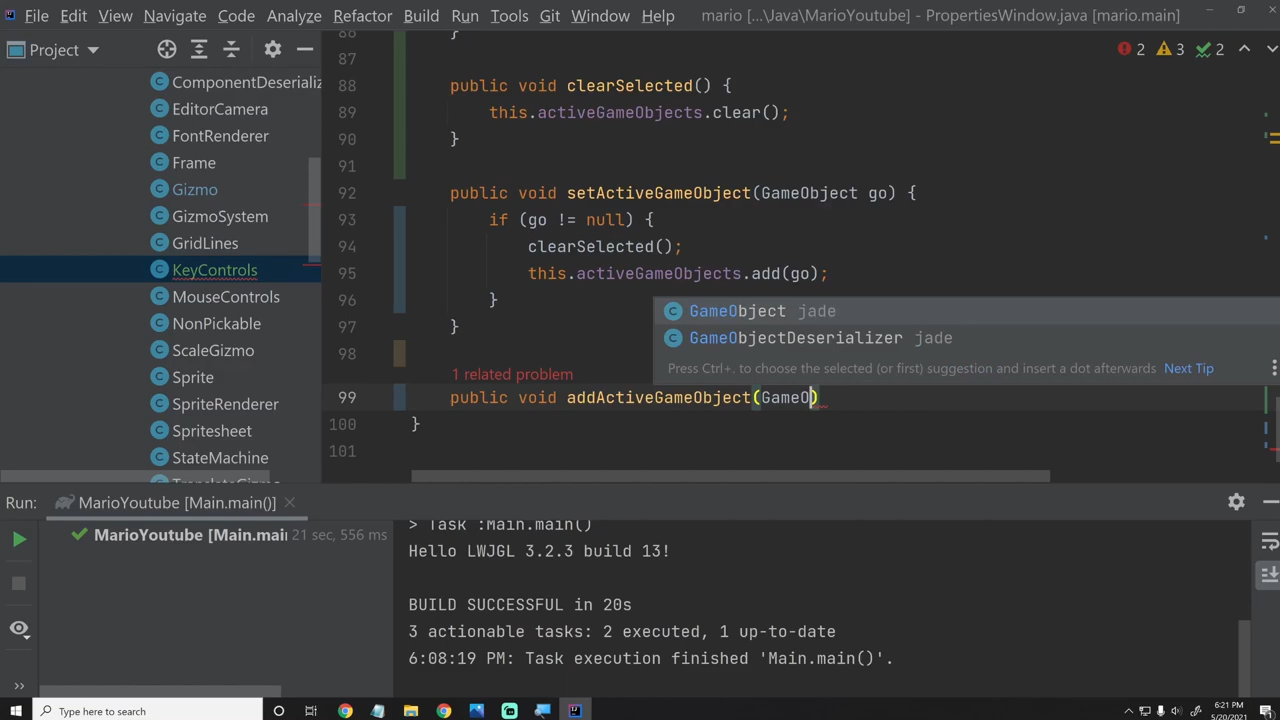 File Edit View Navigate Code Analyze Refactor Build Run Tools Git Window Help mario [...\Java\MarioYoutube] - PropertiesWindow.java [mario.main]
Project
2 3 2
ComponentDeserializ
EditorCamera
FontRenderer
Frame
Gizmo
GizmoSystem
GridLines
KeyControls
MouseControls
NonPickable
ScaleGizmo
Sprite
SpriteRenderer
Spritesheet
StateMachine
86 }
87
88 public void clearSelected() {
89 this.activeGameObjects.clear();
90 }
91
92 public void setActiveGameObject(GameObject go) {
93 if (go != null) {
94 clearSelected();
95 this.activeGameObjects.add(go);
96 }
97 }
98
1 related problem
99 public void addActiveGameObject(GameO)
100 }
101
GameObject jade
GameObjectDeserializer jade
Press Ctrl+. to choose the selected (or first) suggestion and insert a dot afterwards Next Tip
Run: MarioYoutube [Main.main()]
MarioYoutube [Main.mai 21 sec, 556 ms
> Task :Main.main()
Hello LWJGL 3.2.3 build 13!
BUILD SUCCESSFUL in 20s
3 actionable tasks: 2 executed, 1 up-to-date
6:08:19 PM: Task execution finished 'Main.main()'.
Type here to search
6:21 PM
5/20/2021